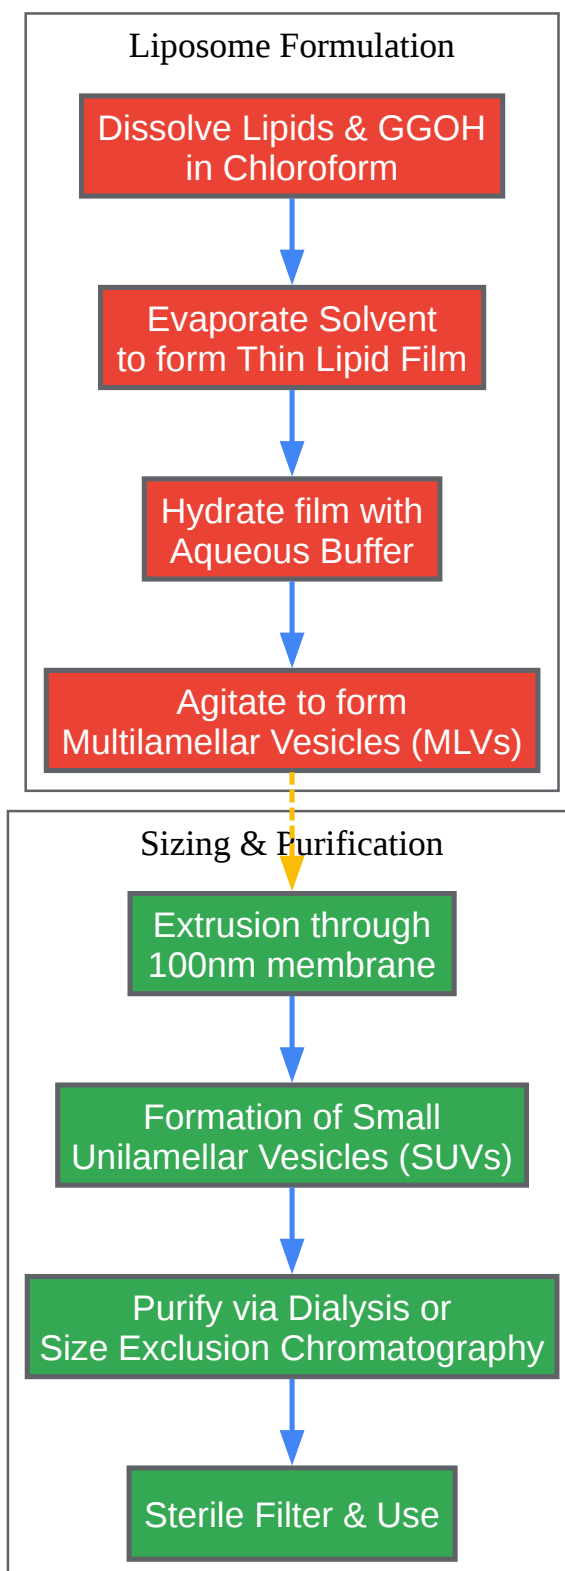 Liposome Formulation
Dissolve Lipids & GGOH
in Chloroform
Evaporate Solvent
to form Thin Lipid Film
Hydrate film with
Aqueous Buffer
Agitate to form
Multilamellar Vesicles (MLVs)
Sizing & Purification
Extrusion through
100nm membrane
Formation of Small
Unilamellar Vesicles (SUVs)
Purify via Dialysis or
Size Exclusion Chromatography
Sterile Filter & Use